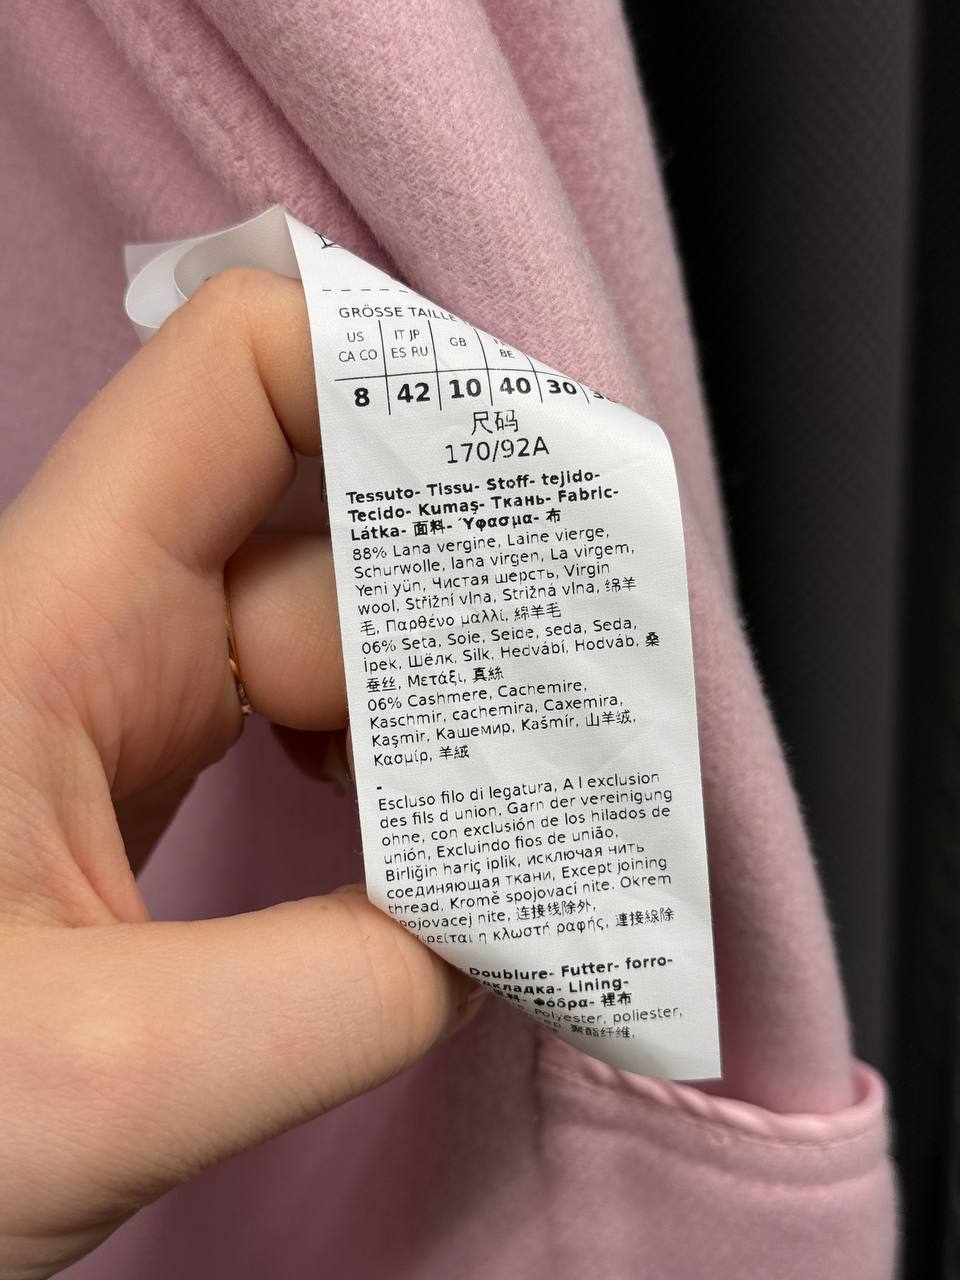 GRÖSSE TAILLE
US IT JP GB
CA CO ES RU BE
8 42 10 40 30
尺码
170/92A
Tessuto- Tissu- Stoff- tejido-
Tecido- Kumaş- Ткань- Fabric-
Látka- 面料- Ύφασμα- 布
88% Lana vergine, Laine vierge,
Schurwolle, lana virgen, La virgem,
Yeni yün, Чистая шерсть, Virgin
wool, Střižní vlna, Strižná vlna, 绵羊
毛, Παρθένο μαλλί, 綿羊毛
06% Seta, Soie, Seide, seda, Seda,
İpek, Шёлк, Silk, Hedvábí, Hodváb, 桑
蚕丝, Μετάξι, 真絲
06% Cashmere, Cachemire,
Kaschmir, cachemira, Caxemira,
Kaşmir, Кашемир, Kašmír, 山羊绒,
Κασμίρ, 羊絨
-
Escluso filo di legatura, A l exclusion
des fils d union, Garn der vereinigung
ohne, con exclusión de los hilados de
unión, Excluindo fios de união,
Birliğin hariç iplik, исключая нить
соединяющая ткани, Except joining
thread, Kromě spojovací nite, Okrem
spojovacej nite, 连接线除外,
η κλωστή ραφής, 連接線除
Doublure- Futter- forro-
Lining-
Φόδρα- 裡布
Polyester, poliester,
聚酯纤维,